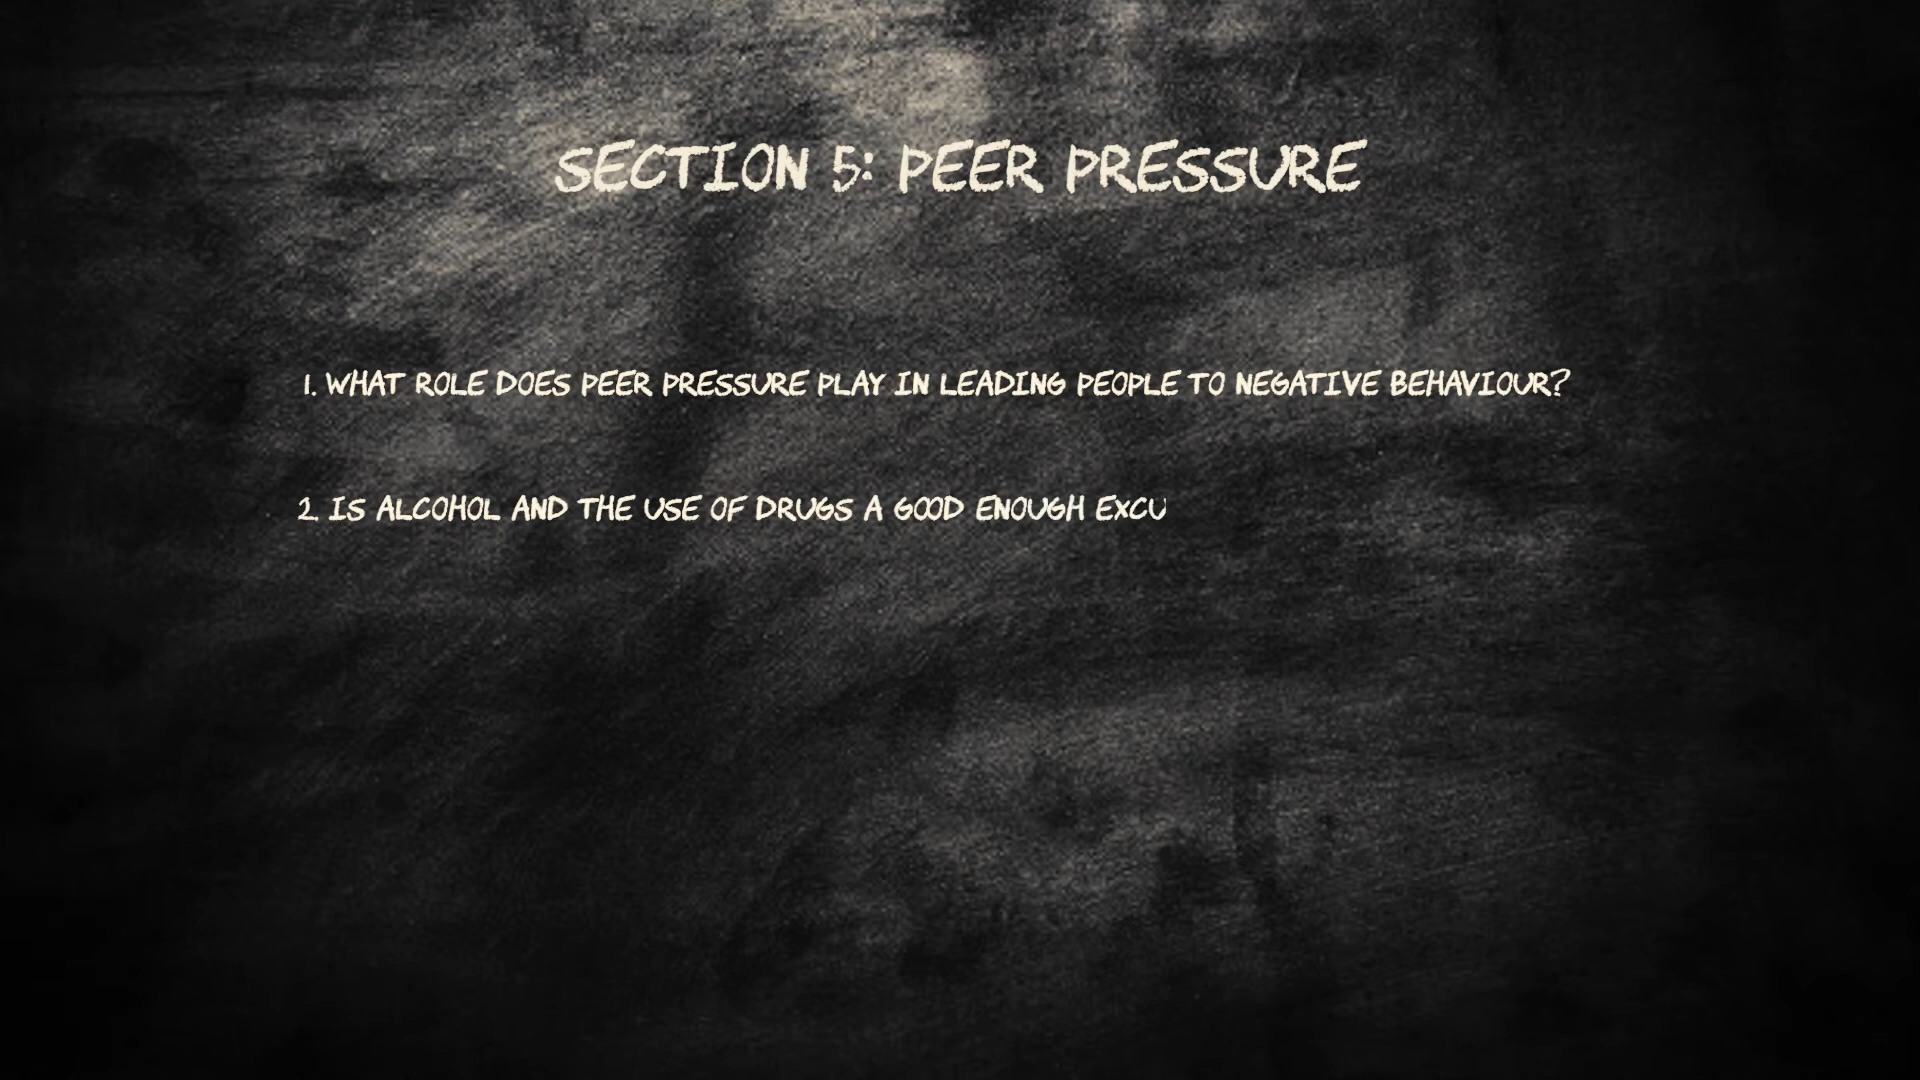 SECTION 5: PEER PRESSURE
1. WHAT ROLE DOES PEER PRESSURE PLAY IN LEADING PEOPLE TO NEGATIVE BEHAVIOUR?
2. IS ALCOHOL AND THE USE OF DRUGS A GOOD ENOUGH EXCU